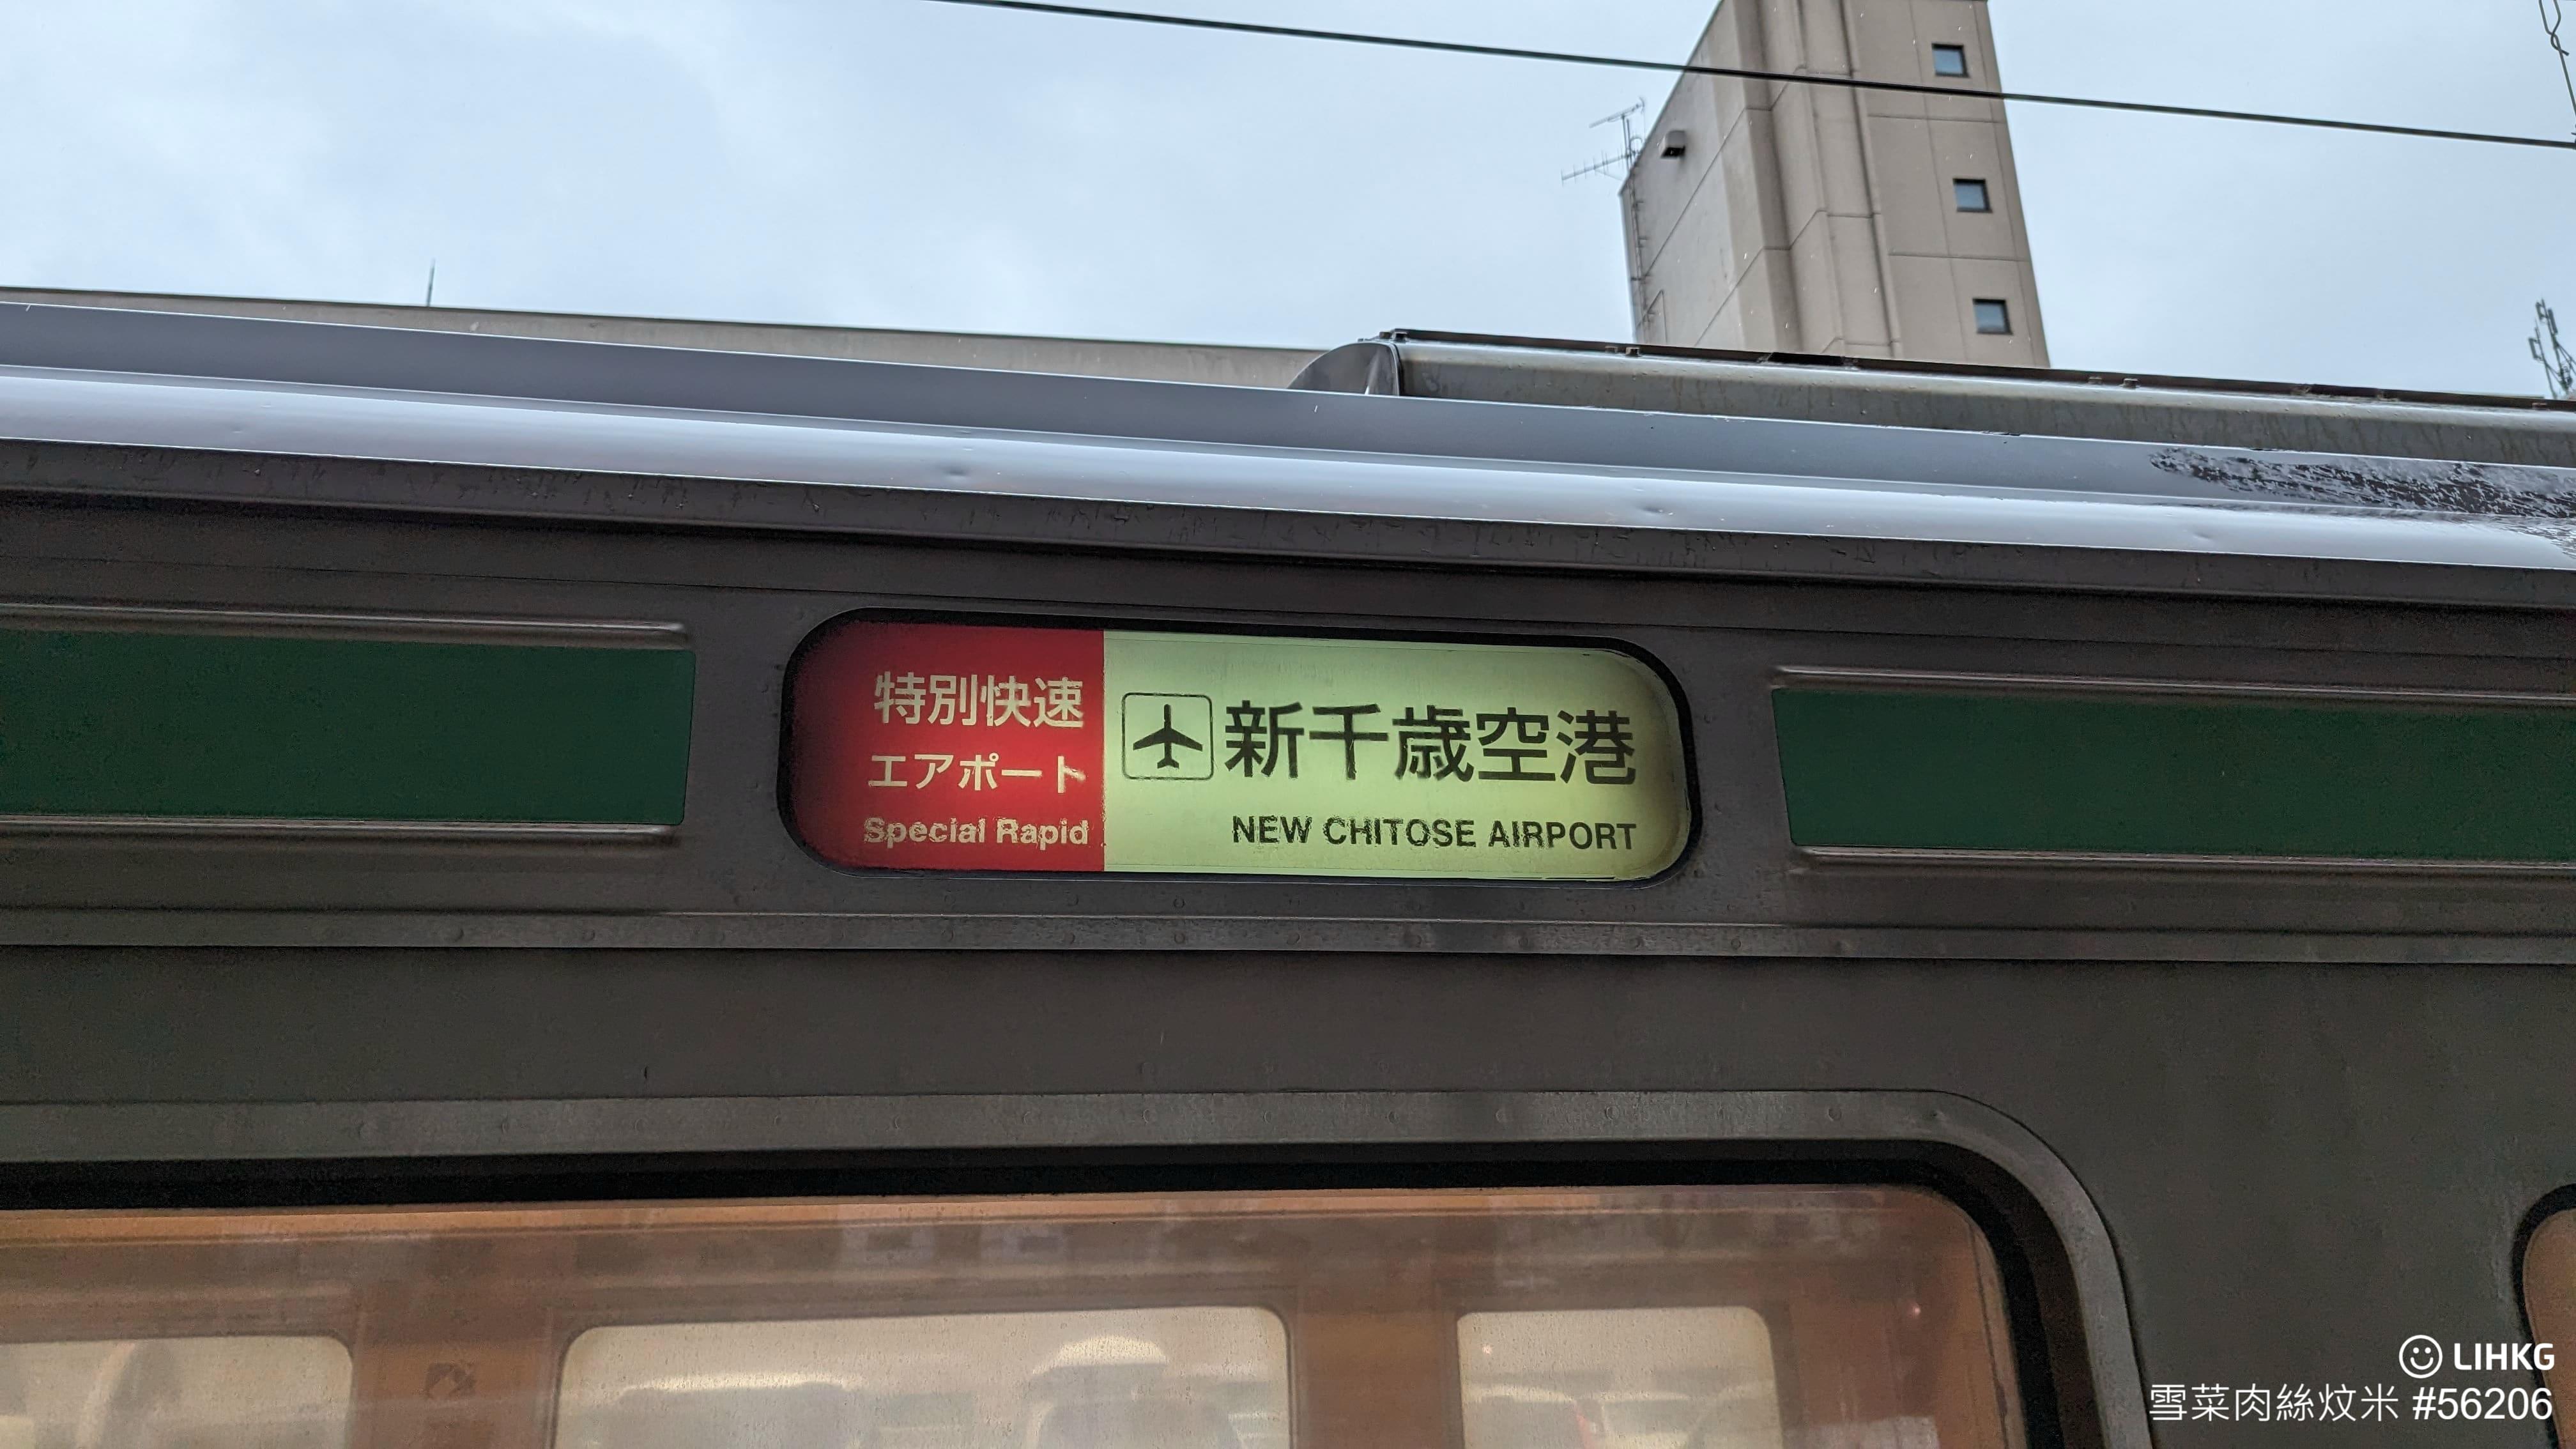 特別快速
エアポート
Special Rapid
新千歳空港
NEW CHITOSE AIRPORT
LIHKG
雪菜肉絲炆米 #56206